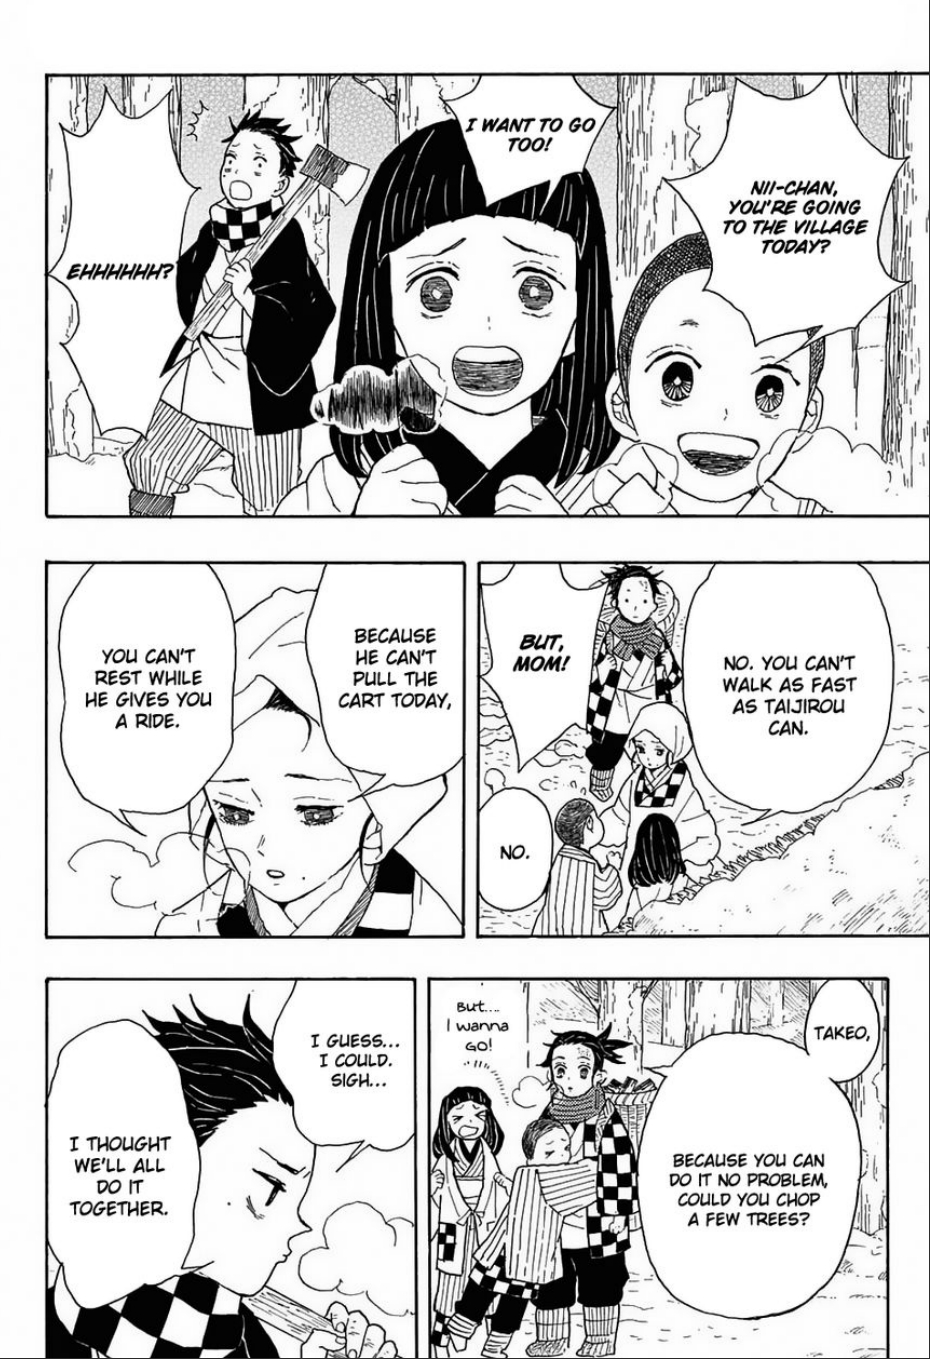 NII-CHAN,
YOU'RE GOING
TO THE VILLAGE
TODAY?
I WANT TO GO
TOO!
EHHHHHH?
NO. YOU CAN'T
WALK AS FAST
AS TAIJIROU
CAN.
BUT,
MOM!
NO.
BECAUSE
HE CAN'T
PULL THE
CART TODAY,
YOU CAN'T
REST WHILE
HE GIVES YOU
A RIDE.
TAKEO,
BECAUSE YOU CAN
DO IT NO PROBLEM,
COULD YOU CHOP
A FEW TREES?
But....
I wanna
GO!
I GUESS...
I COULD.
SIGH...
I THOUGHT
WE'LL ALL
DO IT
TOGETHER.